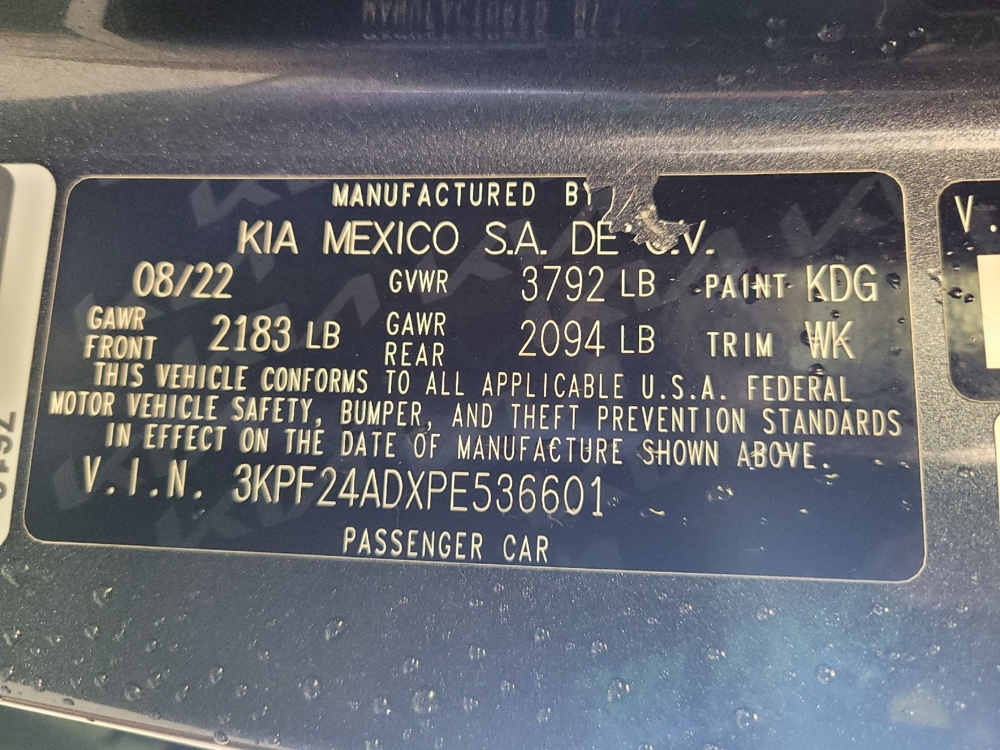 MANUFACTURED BY
KIA MEXICO S.A. DE C.V.
08/22 GVWR 3792 LB PAINT KDG
GAWR FRONT 2183 LB GAWR REAR 2094 LB TRIM WK
THIS VEHICLE CONFORMS TO ALL APPLICABLE U.S.A. FEDERAL
MOTOR VEHICLE SAFETY, BUMPER, AND THEFT PREVENTION STANDARDS
IN EFFECT ON THE DATE OF MANUFACTURE SHOWN ABOVE.
V.I.N. 3KPF24ADXPE536601
PASSENGER CAR
V.